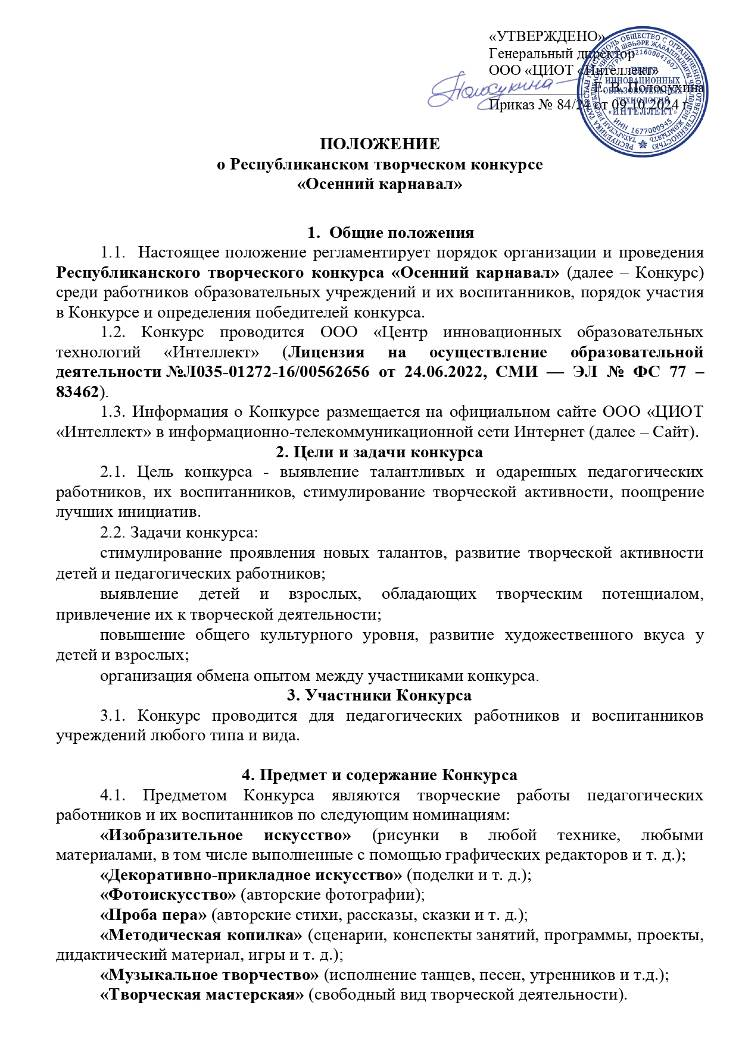 «УТВЕРЖДЕНО»
Генеральный директор
ООО «ЦИОТ «Интеллект»
Г. В. Полосухина
Приказ № 84/24 от 09.10.2024 г.
ПОЛОЖЕНИЕ
о Республиканском творческом конкурсе
«Осенний карнавал»
1. Общие положения
1.1. Настоящее положение регламентирует порядок организации и проведения
Республиканского творческого конкурса «Осенний карнавал» (далее – Конкурс)
среди работников образовательных учреждений и их воспитанников, порядок участия
в Конкурсе и определения победителей конкурса.
1.2. Конкурс проводится ООО «Центр инновационных образовательных
технологий «Интеллект» (Лицензия на осуществление образовательной
деятельности №Л035-01272-16/00562656 от 24.06.2022, СМИ — ЭЛ № ФС 77 –
83462).
1.3. Информация о Конкурсе размещается на официальном сайте ООО «ЦИОТ
«Интеллект» в информационно-телекоммуникационной сети Интернет (далее – Сайт).
2. Цели и задачи конкурса
2.1. Цель конкурса - выявление талантливых и одаренных педагогических
работников, их воспитанников, стимулирование творческой активности, поощрение
лучших инициатив.
2.2. Задачи конкурса:
стимулирование проявления новых талантов, развитие творческой активности
детей и педагогических работников;
выявление детей и взрослых, обладающих творческим потенциалом,
привлечение их к творческой деятельности;
повышение общего культурного уровня, развитие художественного вкуса у
детей и взрослых;
организация обмена опытом между участниками конкурса.
3. Участники Конкурса
3.1. Конкурс проводится для педагогических работников и воспитанников
учреждений любого типа и вида.
4. Предмет и содержание Конкурса
4.1. Предметом Конкурса являются творческие работы педагогических
работников и их воспитанников по следующим номинациям:
«Изобразительное искусство» (рисунки в любой технике, любыми
материалами, в том числе выполненные с помощью графических редакторов и т. д.);
«Декоративно-прикладное искусство» (поделки и т. д.);
«Фотоискусство» (авторские фотографии);
«Проба пера» (авторские стихи, рассказы, сказки и т. д.);
«Методическая копилка» (сценарии, конспекты занятий, программы, проекты,
дидактический материал, игры и т. д.);
«Музыкальное творчество» (исполнение танцев, песен, утренников и т.д.);
«Творческая мастерская» (свободный вид творческой деятельности).